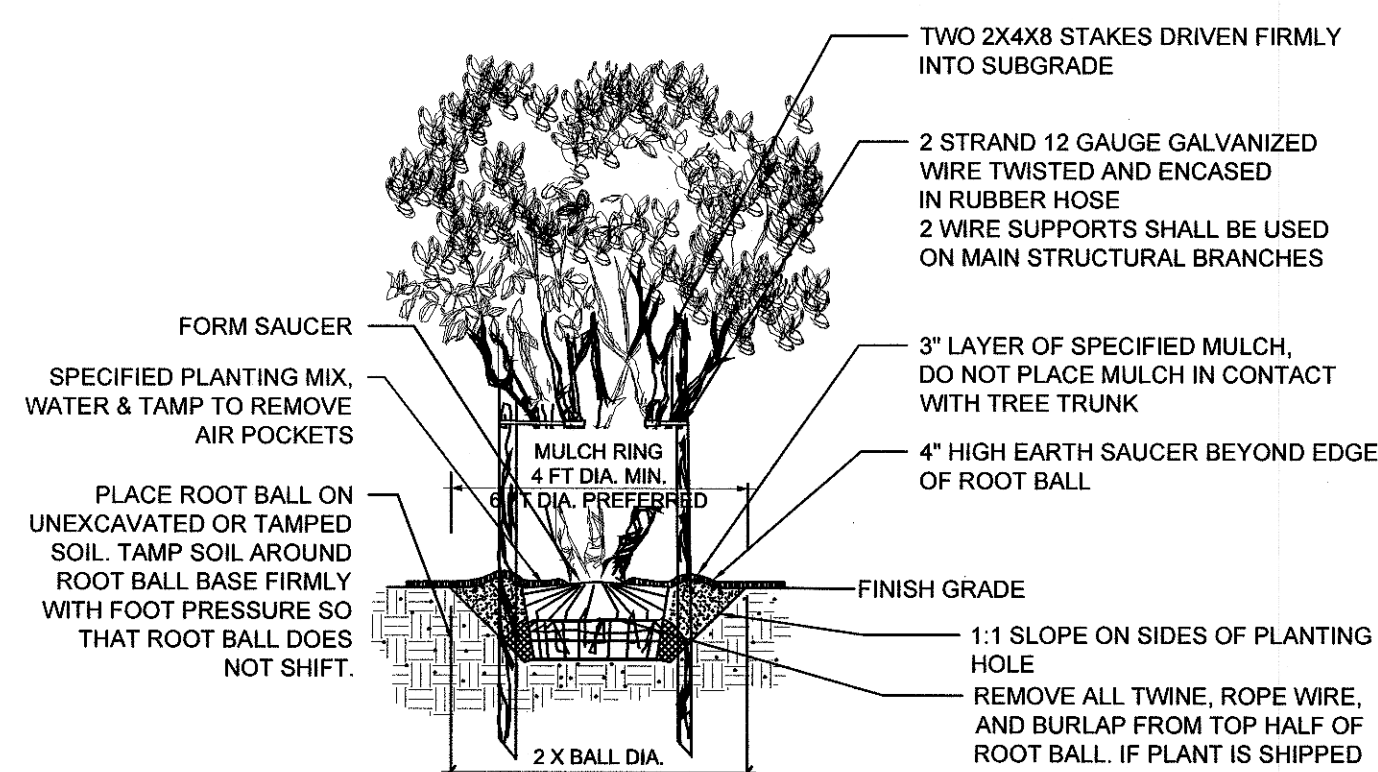 TWO 2X4X8 STAKES DRIVEN FIRMLY
INTO SUBGRADE
2 STRAND 12 GAUGE GALVANIZED
WIRE TWISTED AND ENCASED
IN RUBBER HOSE
2 WIRE SUPPORTS SHALL BE USED
ON MAIN STRUCTURAL BRANCHES
FORM SAUCER
SPECIFIED PLANTING MIX,
WATER & TAMP TO REMOVE
AIR POCKETS
PLACE ROOT BALL ON
UNEXCAVATED OR TAMPED
SOIL. TAMP SOIL AROUND
ROOT BALL BASE FIRMLY
WITH FOOT PRESSURE SO
THAT ROOT BALL DOES
NOT SHIFT.
MULCH RING
4 FT DIA. MIN.
6 FT DIA. PREFERRED
3" LAYER OF SPECIFIED MULCH,
DO NOT PLACE MULCH IN CONTACT
WITH TREE TRUNK
4" HIGH EARTH SAUCER BEYOND EDGE
OF ROOT BALL
FINISH GRADE
1:1 SLOPE ON SIDES OF PLANTING
HOLE
REMOVE ALL TWINE, ROPE WIRE,
AND BURLAP FROM TOP HALF OF
ROOT BALL. IF PLANT IS SHIPPED
2 X BALL DIA.